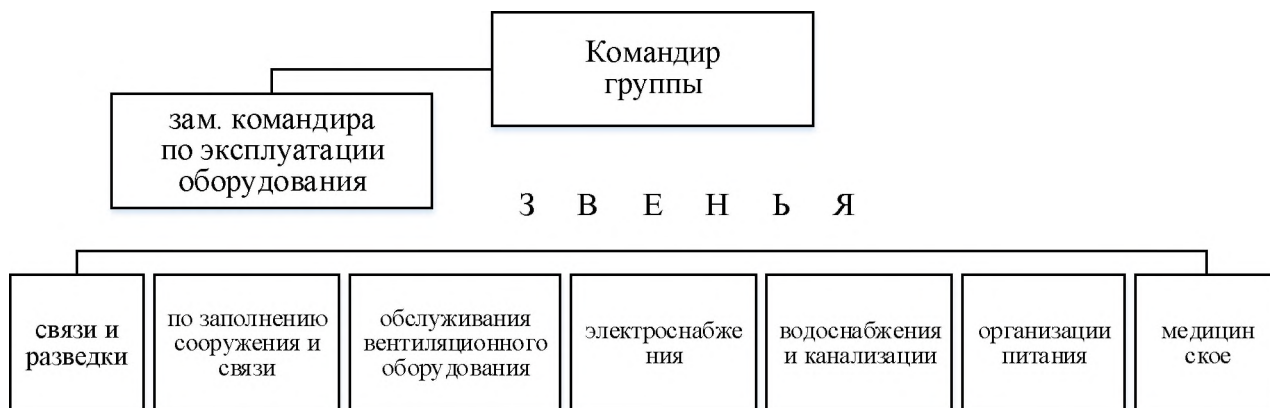 Командир
группы
зам. командира
по эксплуатации
оборудования
З В Е Н Ь Я
связи и
разведки
по заполнению
сооружения и
связи
обслуживания
вентиляционного
оборудования
электроснабже
ния
водоснабжения
и канализации
организации
питания
медицин
ское